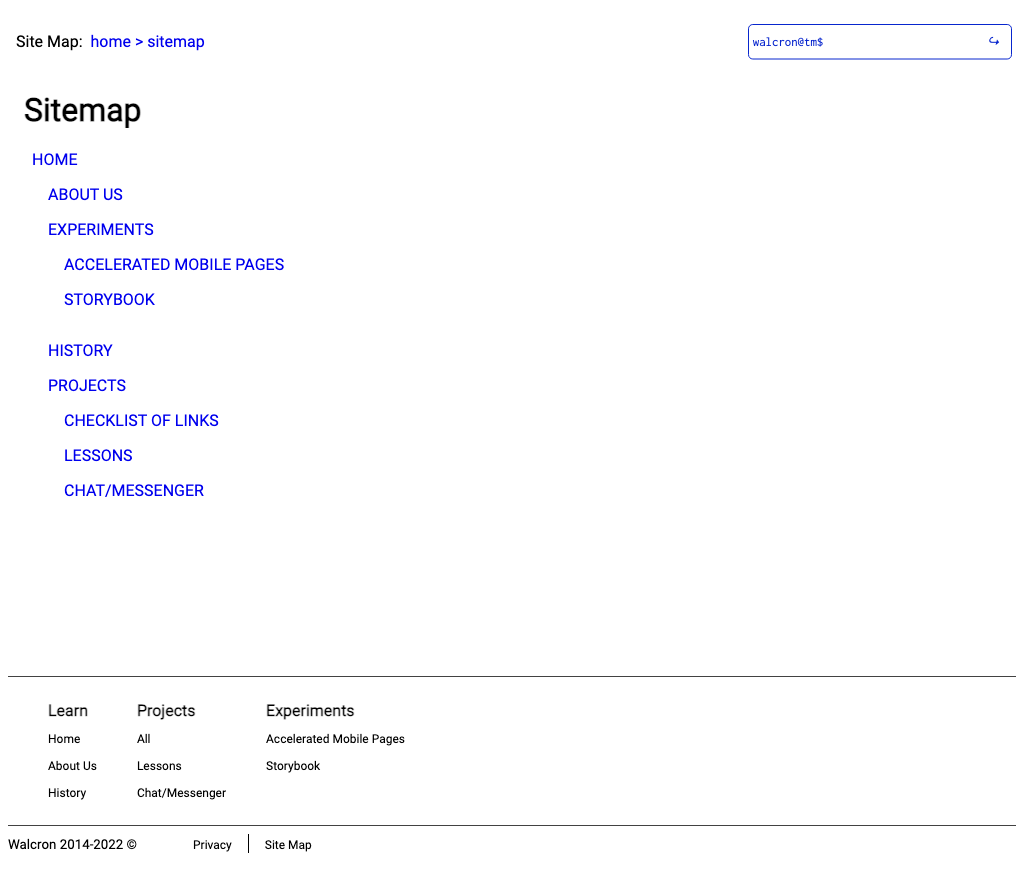 Site Map: home > sitemap
walcron@tm$ ↪
Sitemap
HOME
ABOUT US
EXPERIMENTS
ACCELERATED MOBILE PAGES
STORYBOOK
HISTORY
PROJECTS
CHECKLIST OF LINKS
LESSONS
CHAT/MESSENGER
Learn
Home
About Us
History
Projects
All
Lessons
Chat/Messenger
Experiments
Accelerated Mobile Pages
Storybook
Walcron 2014-2022 ©
Privacy
Site Map